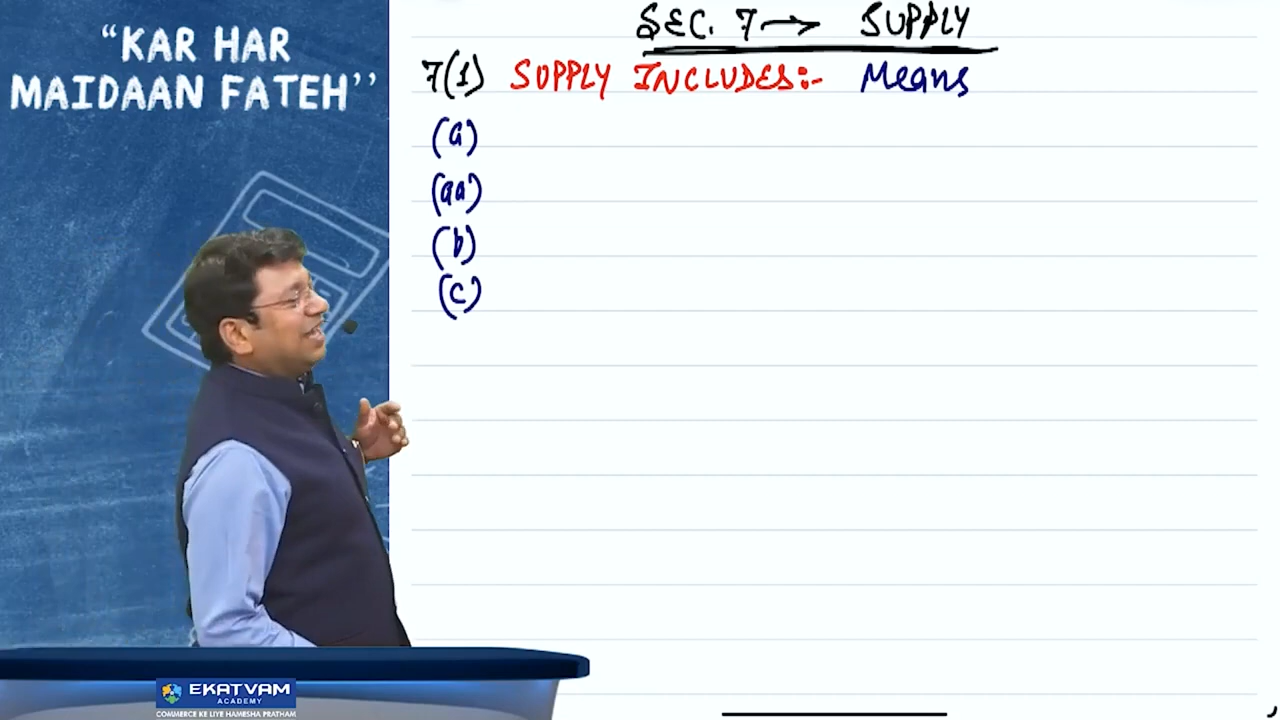 “KAR HAR
MAIDAAN FATEH’’
SEC. 7 → SUPPLY
7(1) SUPPLY INCLUDES:- Means
(a)
(aa)
(b)
(c)
EKATVAM
ACADEMY
COMMERCE KE LIYE HAMESHA PRATHAM